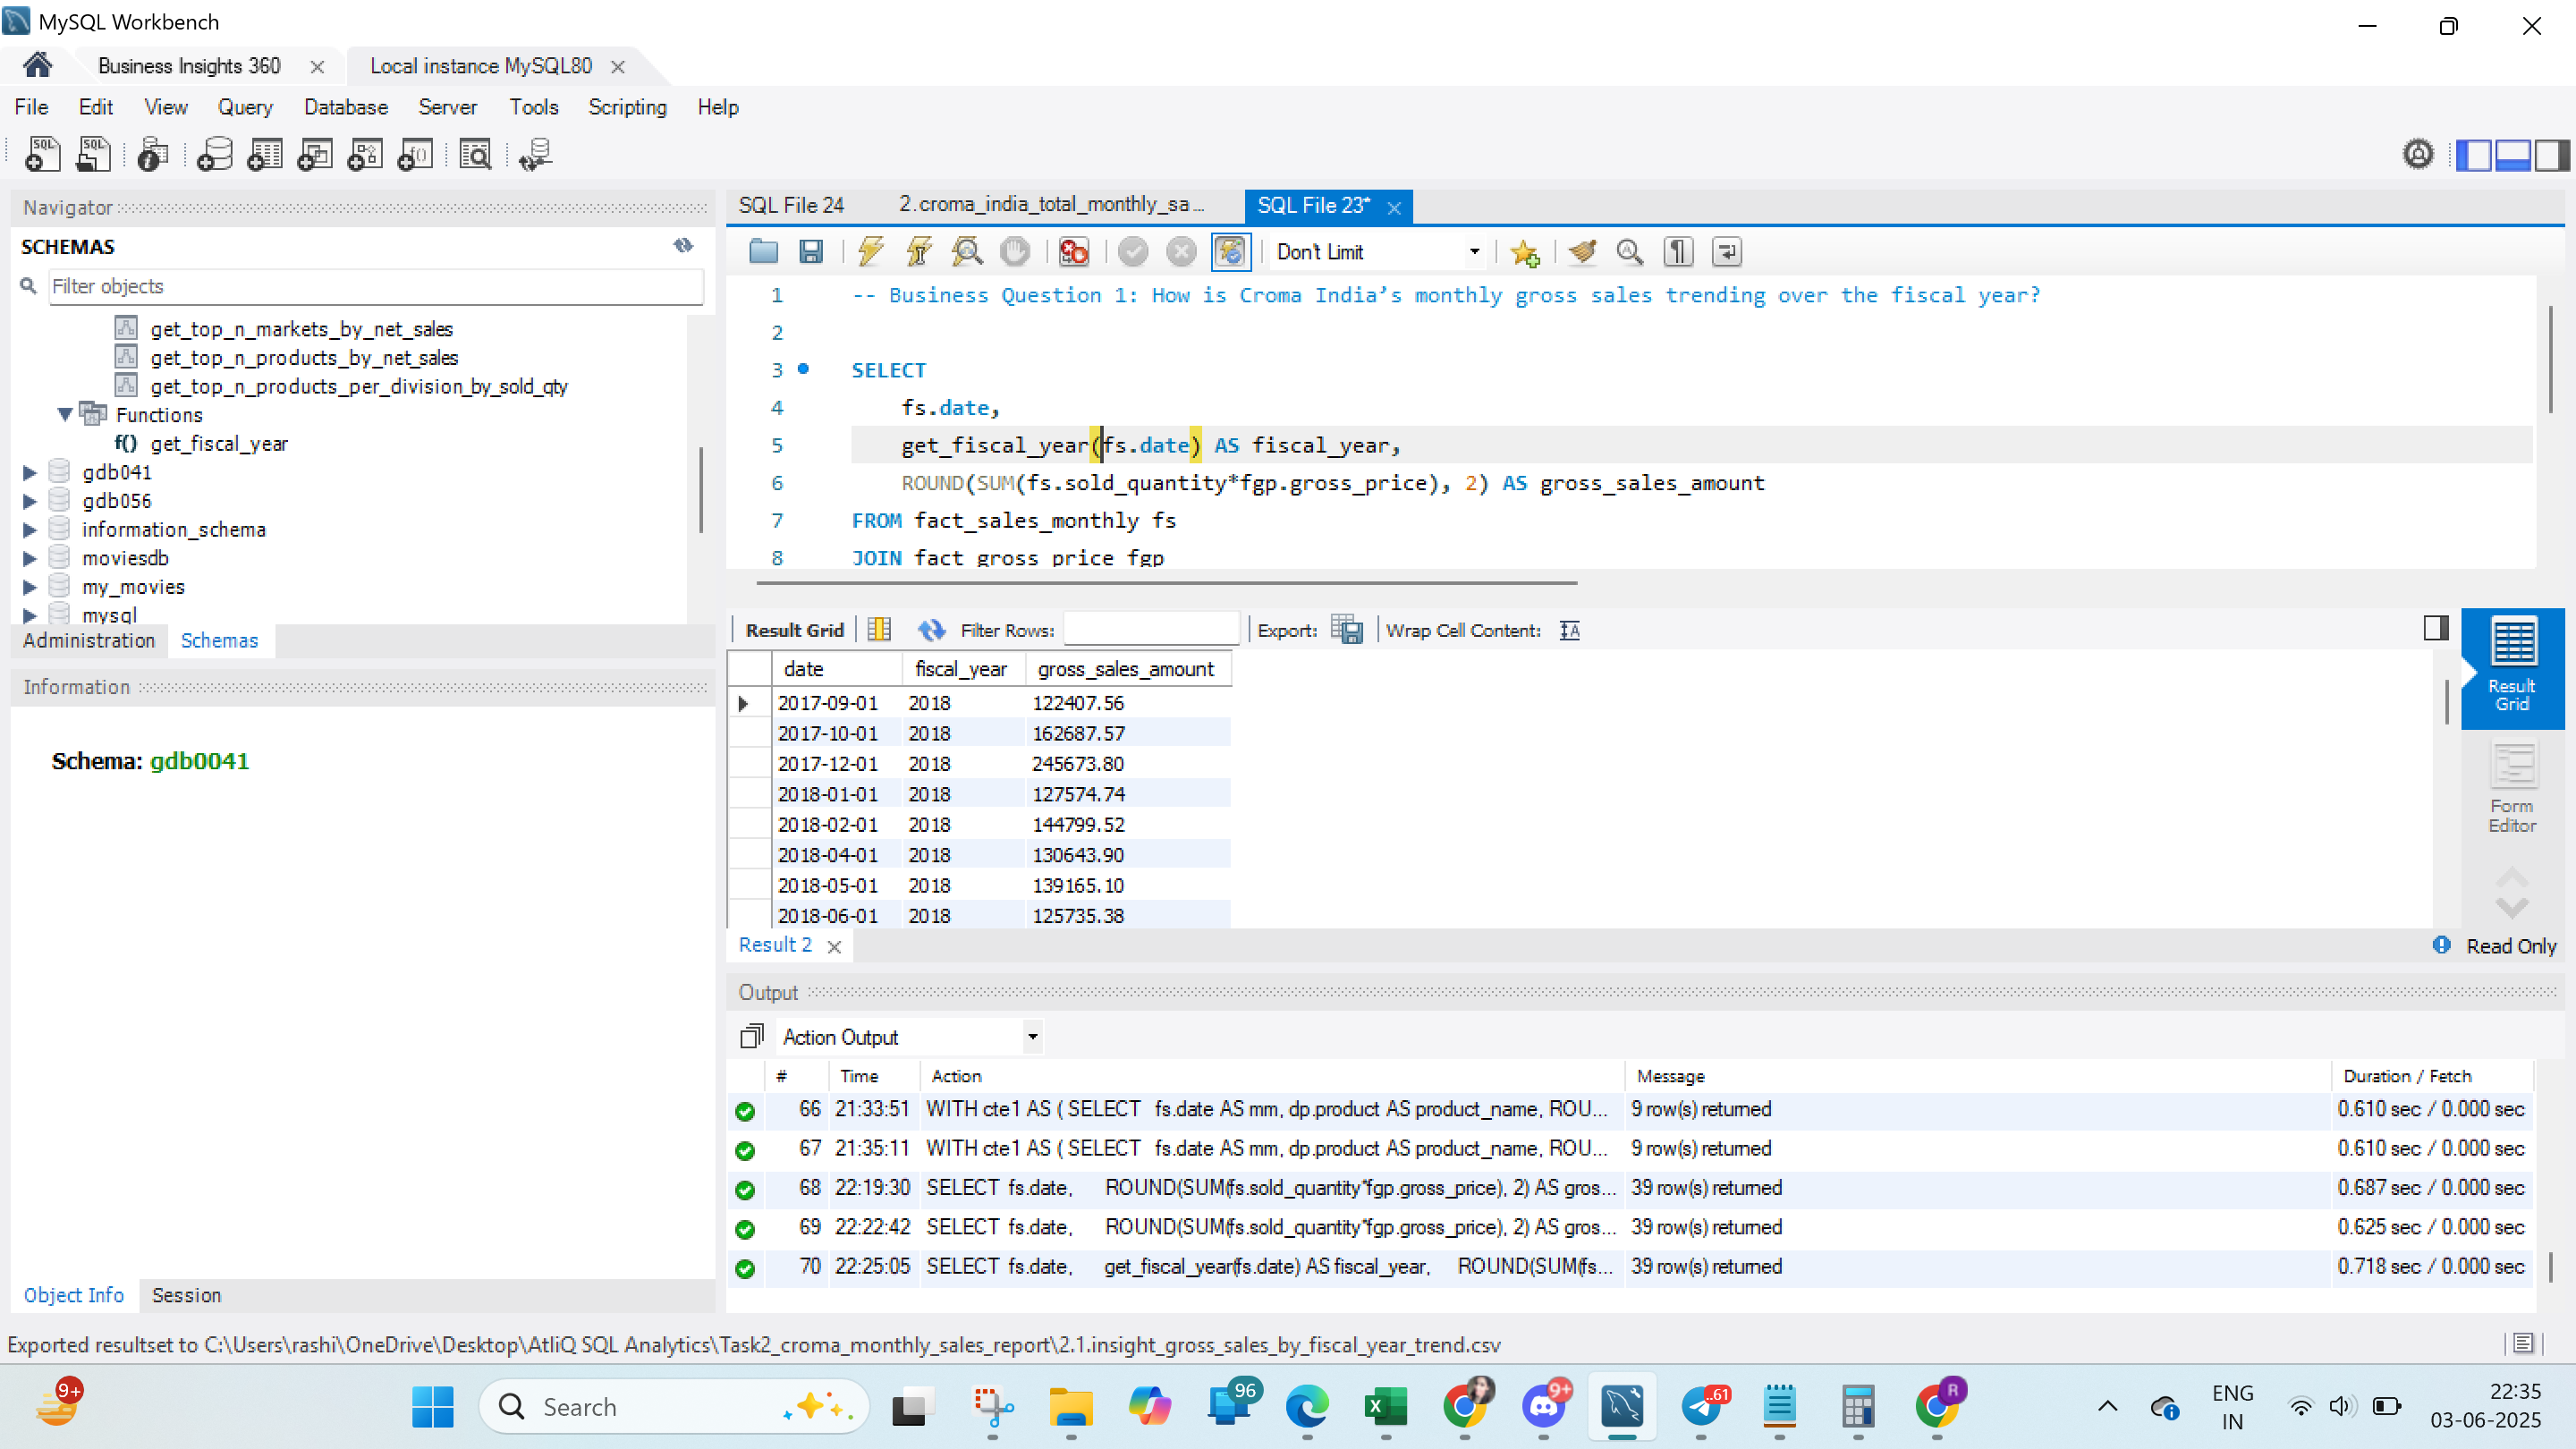 MySQL Workbench
Business Insights 360
Local instance MySQL80
File Edit View Query Database Server Tools Scripting Help
Navigator
SCHEMAS
Filter objects
get_top_n_markets_by_net_sales
get_top_n_products_by_net_sales
get_top_n_products_per_division_by_sold_qty
Functions
f() get_fiscal_year
gdb041
gdb056
information_schema
moviesdb
my_movies
mysql
Administration Schemas
Information
Schema: gdb0041
Object Info Session
SQL File 24 2.croma_india_total_monthly_sa... SQL File 23*
Don't Limit
1 -- Business Question 1: How is Croma India’s monthly gross sales trending over the fiscal year?
2
3 SELECT
4 fs.date,
5 get_fiscal_year(fs.date) AS fiscal_year,
6 ROUND(SUM(fs.sold_quantity*fgp.gross_price), 2) AS gross_sales_amount
7 FROM fact_sales_monthly fs
8 JOIN fact_gross_price fgp
Result Grid Filter Rows: Export: Wrap Cell Content:
date fiscal_year gross_sales_amount
2017-09-01 2018 122407.56
2017-10-01 2018 162687.57
2017-12-01 2018 245673.80
2018-01-01 2018 127574.74
2018-02-01 2018 144799.52
2018-04-01 2018 130643.90
2018-05-01 2018 139165.10
2018-06-01 2018 125735.38
Result Grid
Form Editor
Result 2
Read Only
Output
Action Output
# Time Action Message Duration / Fetch
66 21:33:51 WITH cte1 AS ( SELECT fs.date AS mm, dp.product AS product_name, ROU... 9 row(s) returned 0.610 sec / 0.000 sec
67 21:35:11 WITH cte1 AS ( SELECT fs.date AS mm, dp.product AS product_name, ROU... 9 row(s) returned 0.610 sec / 0.000 sec
68 22:19:30 SELECT fs.date, ROUND(SUM(fs.sold_quantity*fgp.gross_price), 2) AS gros... 39 row(s) returned 0.687 sec / 0.000 sec
69 22:22:42 SELECT fs.date, ROUND(SUM(fs.sold_quantity*fgp.gross_price), 2) AS gros... 39 row(s) returned 0.625 sec / 0.000 sec
70 22:25:05 SELECT fs.date, get_fiscal_year(fs.date) AS fiscal_year, ROUND(SUM(fs... 39 row(s) returned 0.718 sec / 0.000 sec
Exported resultset to C:\Users\rashi\OneDrive\Desktop\AtliQ SQL Analytics\Task2_croma_monthly_sales_report\2.1.insight_gross_sales_by_fiscal_year_trend.csv
9+
Search
96
9+
..61
R
ENG
IN
22:35
03-06-2025